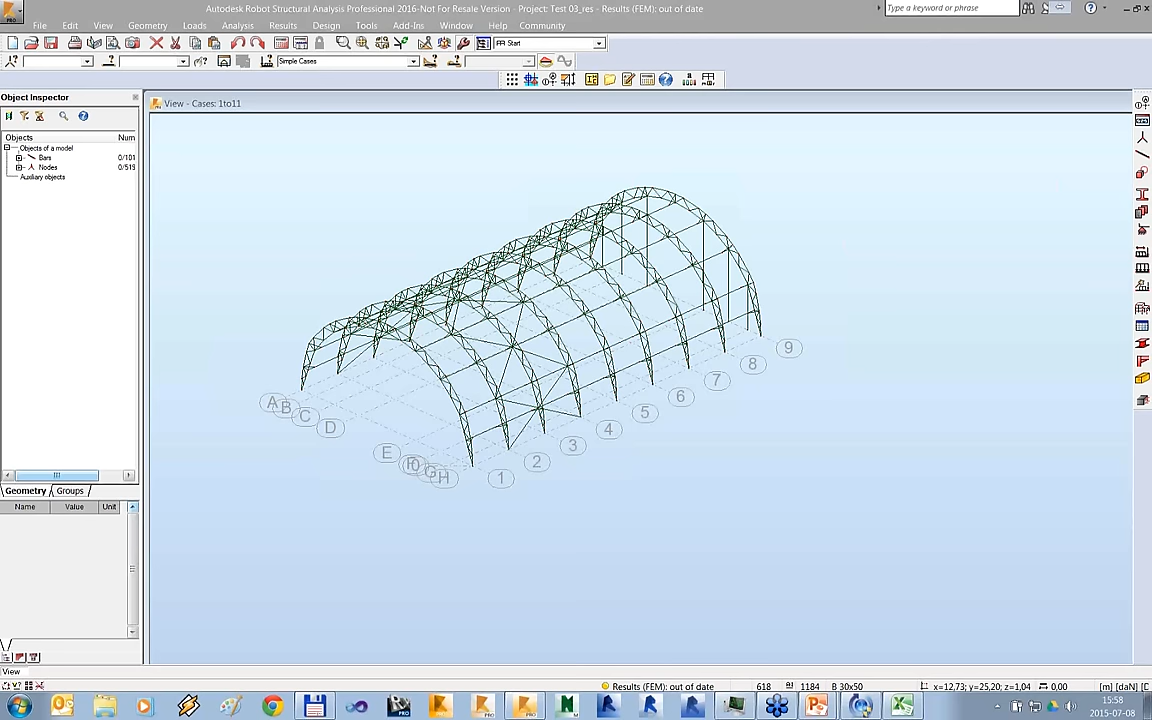 Autodesk Robot Structural Analysis Professional 2016-Not For Resale Version - Project: Test 03_res - Results (FEM): out of date
Type a keyword or phrase
PRO
File Edit View Geometry Loads Analysis Results Design Tools Add-Ins Window Help Community
Start
Simple Cases
Object Inspector
View - Cases: 1to11
Objects Num
Objects of a model
Bars 0/101
Nodes 0/519
Auxiliary objects
A B C D E F G H
1 2 3 4 5 6 7 8 9
Geometry Groups
Name Value Unit
View
Results (FEM): out of date 618 1184 B 30x50 x=12,73; y=25,20; z=1,04 0,00 [m] [daN] [D
15:58
2015-07-08